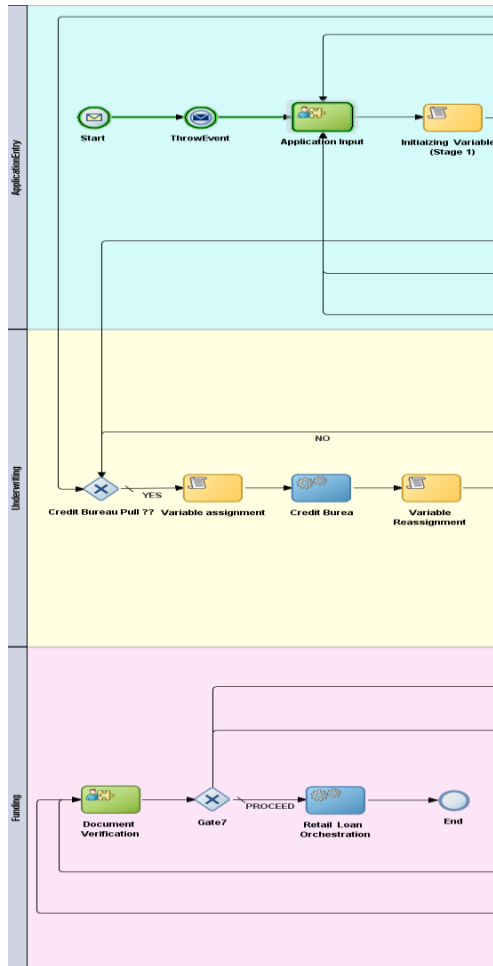 ApplicationEntry
Start
ThrowEvent
Application Input
Initiaizing Variable
(Stage 1)
Underwriting
NO
YES
Credit Bureau Pull ??
Variable assignment
Credit Burea
Variable
Reassignment
Funding
PROCEED
Document
Verification
Gate7
Retail Loan
Orchestration
End